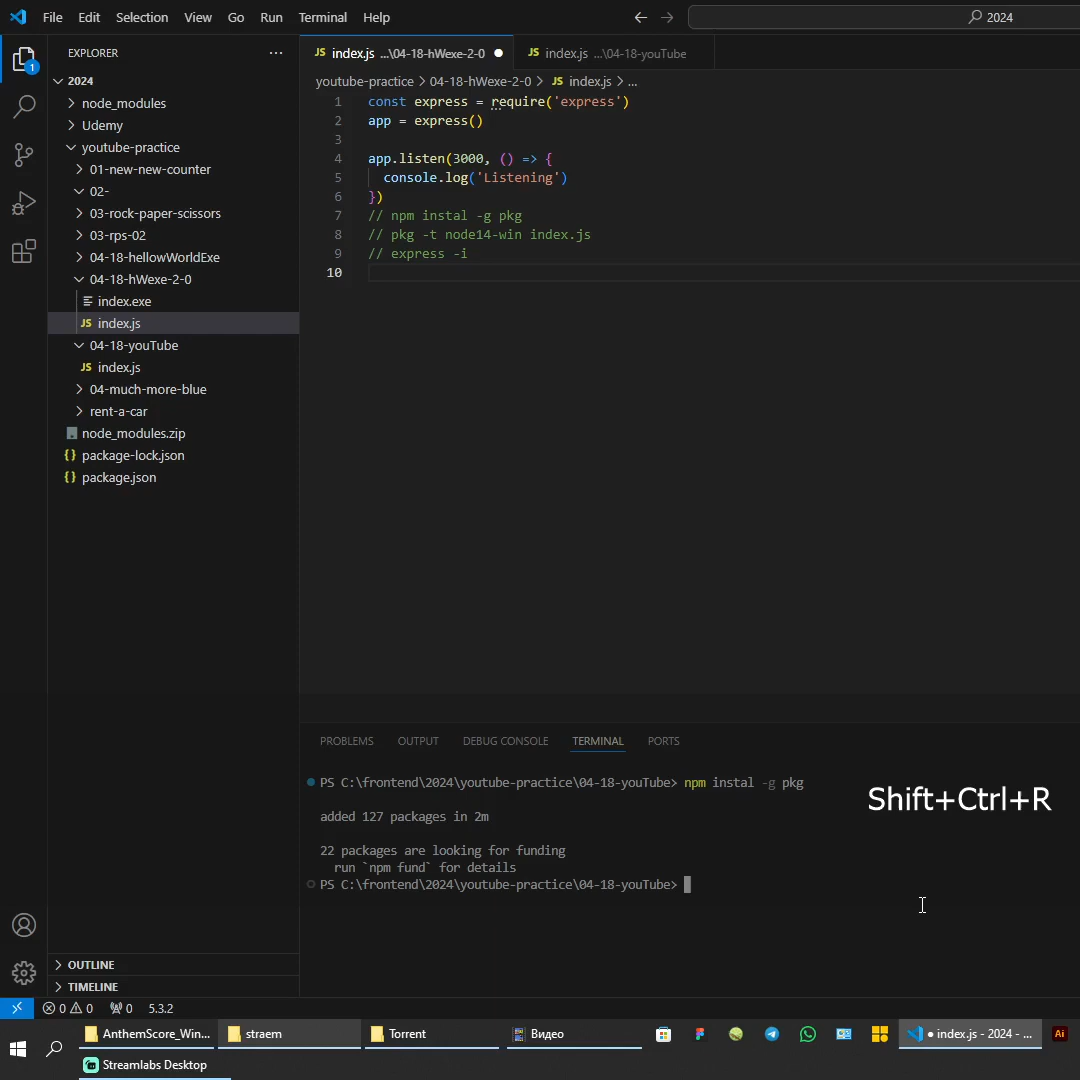 File Edit Selection View Go Run Terminal Help
2024
EXPLORER
2024
node_modules
Udemy
youtube-practice
01-new-new-counter
02-
03-rock-paper-scissors
03-rps-02
04-18-hellowWorldExe
04-18-hWexe-2-0
index.exe
JS index.js
04-18-youTube
JS index.js
04-much-more-blue
rent-a-car
node_modules.zip
{} package-lock.json
{} package.json
OUTLINE
TIMELINE
JS index.js ...\04-18-hWexe-2-0
JS index.js ...\04-18-youTube
youtube-practice > 04-18-hWexe-2-0 > JS index.js > ...
1 const express = require('express')
2 app = express()
3
4 app.listen(3000, () => {
5 console.log('Listening')
6 })
7 // npm instal -g pkg
8 // pkg -t node14-win index.js
9 // express -i
10
PROBLEMS OUTPUT DEBUG CONSOLE TERMINAL PORTS
PS C:\frontend\2024\youtube-practice\04-18-youTube> npm instal -g pkg
added 127 packages in 2m
22 packages are looking for funding
run `npm fund` for details
PS C:\frontend\2024\youtube-practice\04-18-youTube>
Shift+Ctrl+R
1
0 0 0 5.3.2
AnthemScore_Win... straem Torrent Видео
● index.js - 2024 - ...
Ai
Streamlabs Desktop